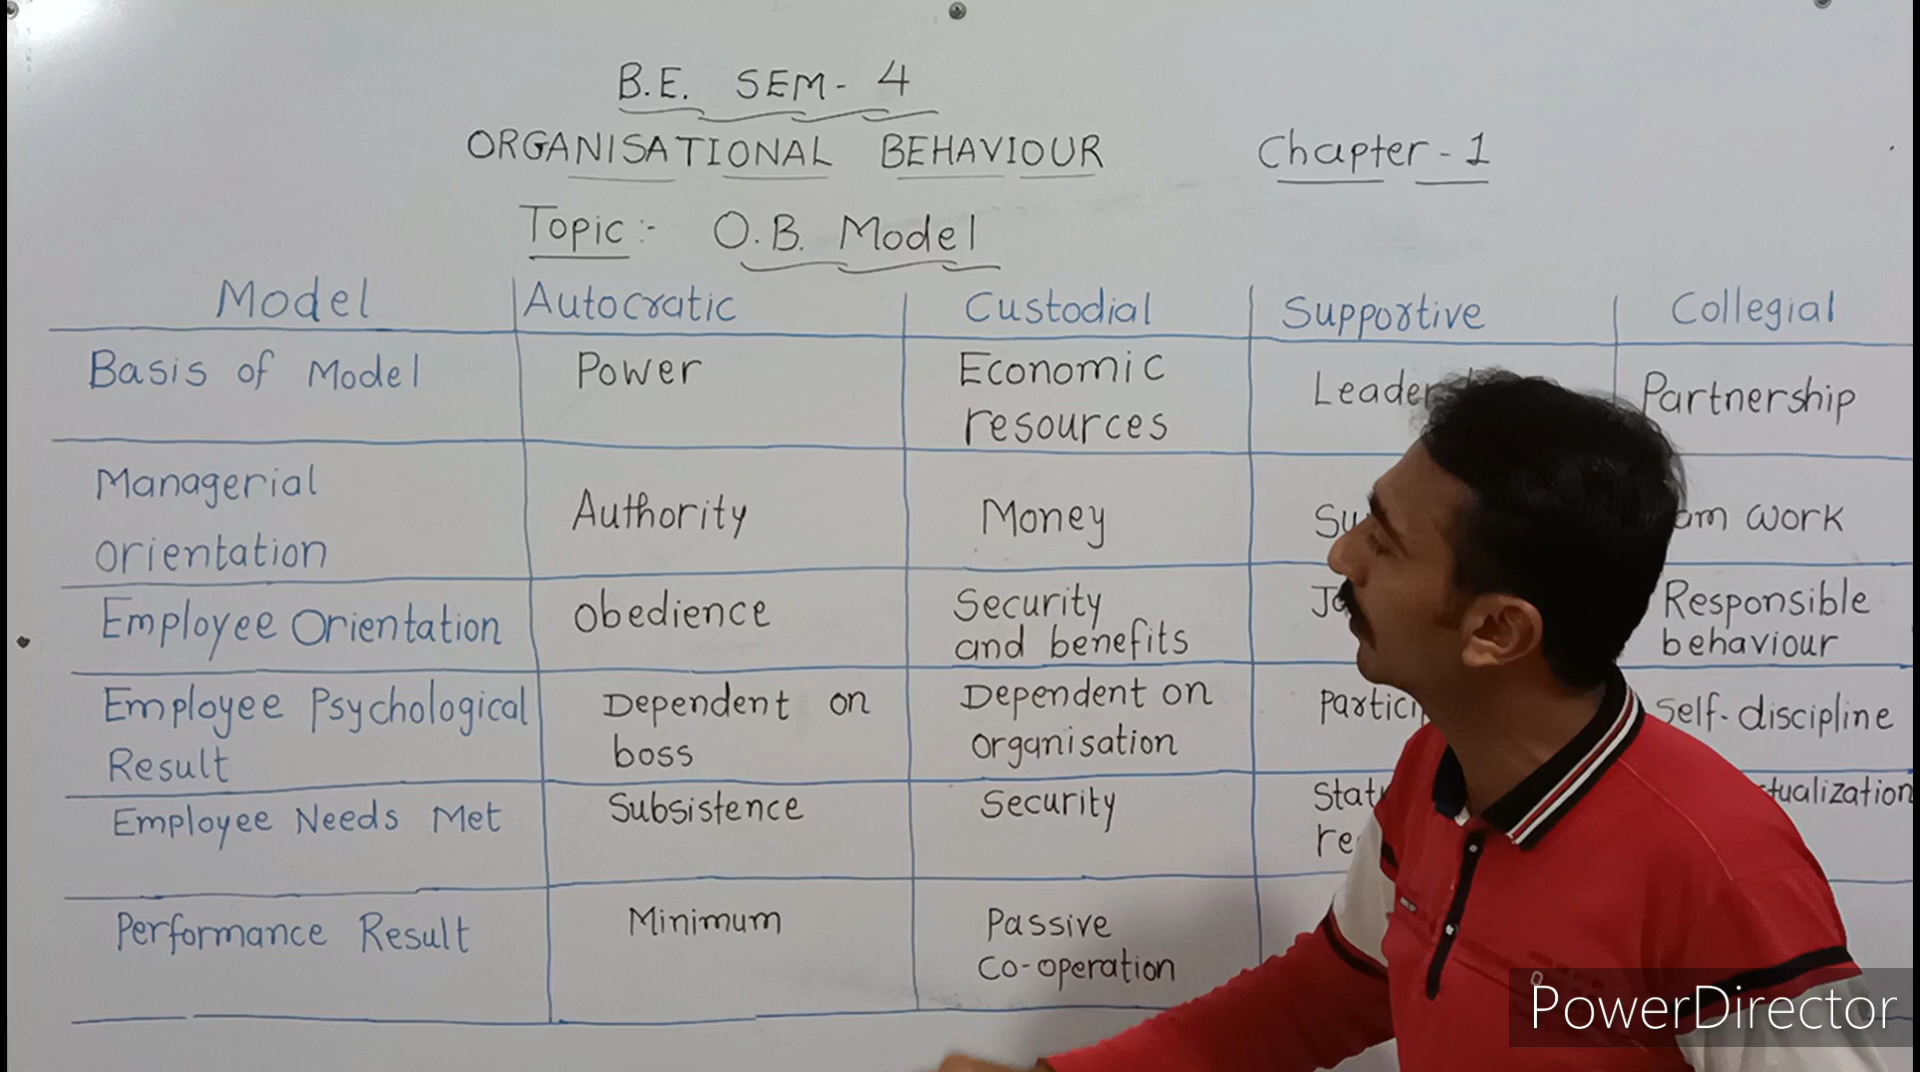 B.E. SEM- 4
ORGANISATIONAL BEHAVIOUR Chapter-1
Topic:- O.B. Model
Model Autocratic Custodial Supportive Collegial
Basis of Model Power Economic resources Partnership
Managerial orientation Authority Money work
Employee Orientation Obedience Security and benefits Responsible behaviour
Employee Psychological Result Dependent on boss Dependent on organisation Self-discipline
Employee Needs Met Subsistence Security
Performance Result Minimum Passive co-operation
PowerDirector